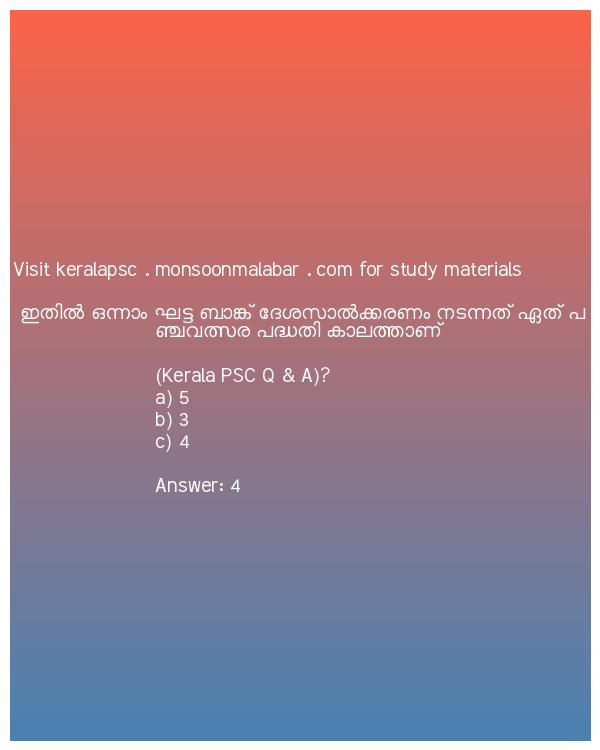 Visit keralapsc . monsoonmalabar . com for study materials
ഇതിൽ ഒന്നാം ഘട്ട ബാങ്ക് ദേശസാൽക്കരണം നടന്നത് ഏത് പ
ഞ്ചവത്സര പദ്ധതി കാലത്താണ്
(Kerala PSC Q & A)?
a) 5
b) 3
c) 4
Answer: 4